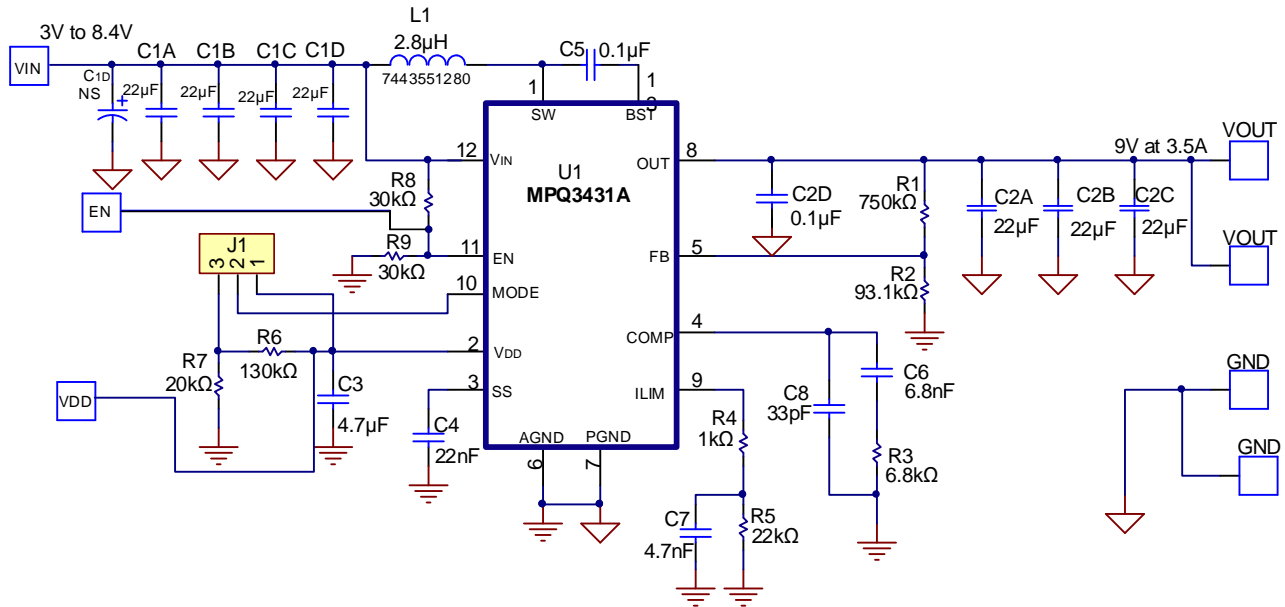 3V to 8.4V
VIN
C1D
NS
C1A
22µF
C1B
22µF
C1C
22µF
C1D
22µF
L1
2.8µH
7443551280
C5
0.1µF
1
SW
1
3
BST
12
VIN
R8
30kΩ
EN
R9
30kΩ
11
EN
J1
3
2
1
10
MODE
2
VDD
R6
130kΩ
R7
20kΩ
VDD
C3
4.7µF
3
SS
C4
22nF
U1
MPQ3431A
AGND
6
PGND
7
OUT
8
FB
5
COMP
4
ILIM
9
C2D
0.1µF
R1
750kΩ
R2
93.1kΩ
C2A
22µF
C2B
22µF
C2C
22µF
9V at 3.5A
VOUT
VOUT
C8
33pF
C6
6.8nF
R3
6.8kΩ
R4
1kΩ
C7
4.7nF
R5
22kΩ
GND
GND